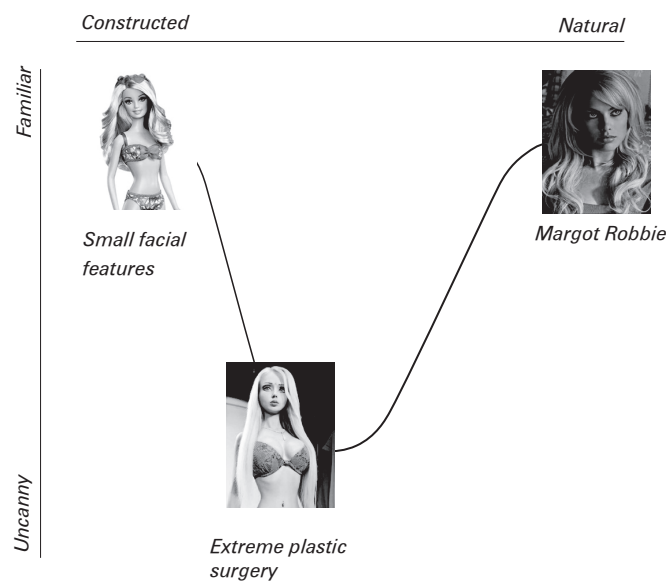 Constructed
Natural
Familiar
Small facial
features
Margot Robbie
Uncanny
Extreme plastic
surgery